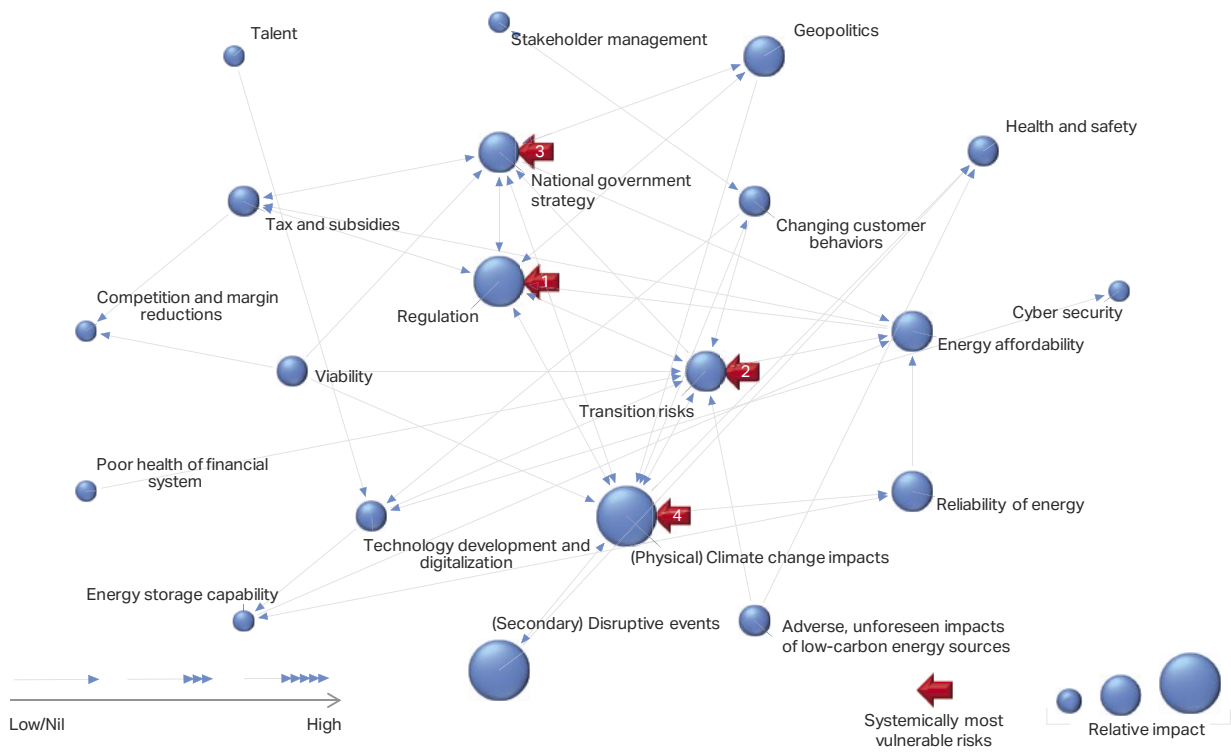 Talent
Stakeholder management
Geopolitics
Health and safety
3
National government
strategy
Tax and subsidies
Changing customer
behaviors
1
Regulation
Competition and margin
reductions
Cyber security
Energy affordability
Viability
2
Transition risks
Poor health of financial
system
4
Reliability of energy
Technology development and
digitalization
(Physical) Climate change impacts
Energy storage capability
(Secondary) Disruptive events
Adverse, unforeseen impacts
of low-carbon energy sources
Low/Nil
High
Systemically most
vulnerable risks
Relative impact